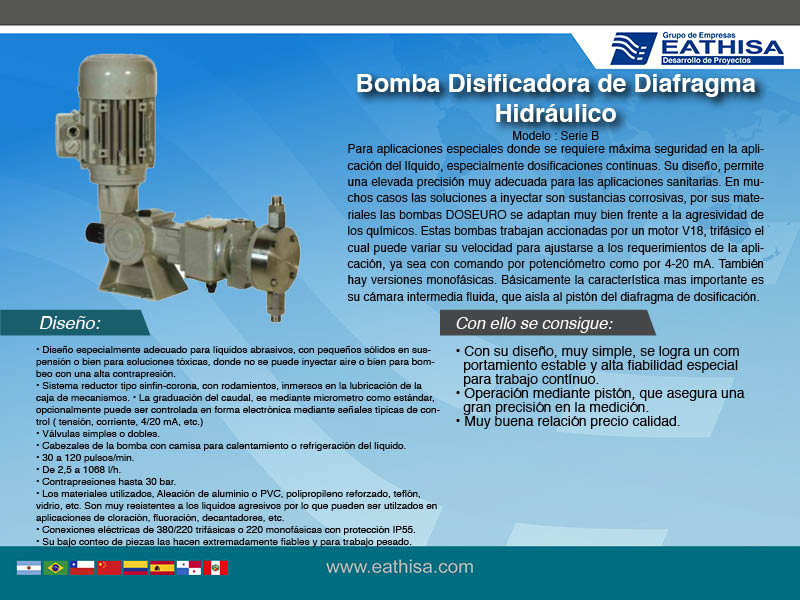 Grupo de Empresas
EATHISA
Desarrollo de Proyectos
Bomba Disificadora de Diafragma
Hidráulico
Modelo : Serie B
Para aplicaciones especiales donde se requiere máxima seguridad en la apli-
cación del líquido, especialmente dosificaciones continuas. Su diseño, permite
una elevada precisión muy adecuada para las aplicaciones sanitarias. En mu-
chos casos las soluciones a inyectar son sustancias corrosivas, por sus mate-
riales las bombas DOSEURO se adaptan muy bien frente a la agresividad de
los químicos. Estas bombas trabajan accionadas por un motor V18, trifásico el
cual puede variar su velocidad para ajustarse a los requerimientos de la apli-
cación, ya sea con comando por potenciómetro como por 4-20 mA. También
hay versiones monofásicas. Básicamente la característica mas importante es
su cámara intermedia fluida, que aisla al pistón del diafragma de dosificación.
Diseño:
• Diseño especialmente adecuado para líquidos abrasivos, con pequeños sólidos en sus-
pensión o bien para soluciones tóxicas, donde no se puede inyectar aire o bien para bom-
beo con una alta contrapresión.
• Sistema reductor tipo sinfin-corona, con rodamientos, inmersos en la lubricación de la
caja de mecanismos. • La graduación del caudal, es mediante micrometro como estándar,
opcionalmente puede ser controlada en forma electrónica mediante señales típicas de con-
trol ( tensión, corriente, 4/20 mA, etc.)
• Válvulas simples o dobles.
• Cabezales de la bomba con camisa para calentamiento o refrigeración del líquido.
• 30 a 120 pulsos/min.
• De 2,5 a 1068 l/h.
• Contrapresiones hasta 30 bar.
• Los materiales utilizados, Aleación de aluminio o PVC, polipropileno reforzado, teflón,
vidrio, etc. Son muy resistentes a los liquidos agresivos por lo que pueden ser utilzados en
aplicaciones de cloración, fluoración, decantadores, etc.
• Conexiones eléctricas de 380/220 trifásicas o 220 monofásicas con protección IP55.
• Su bajo conteo de piezas las hacen extremadamente fiables y para trabajo pesado.
Con ello se consigue:
• Con su diseño, muy simple, se logra un com
portamiento estable y alta fiabilidad especial
para trabajo contínuo.
• Operación mediante pistón, que asegura una
gran precisión en la medición.
• Muy buena relación precio calidad.
www.eathisa.com